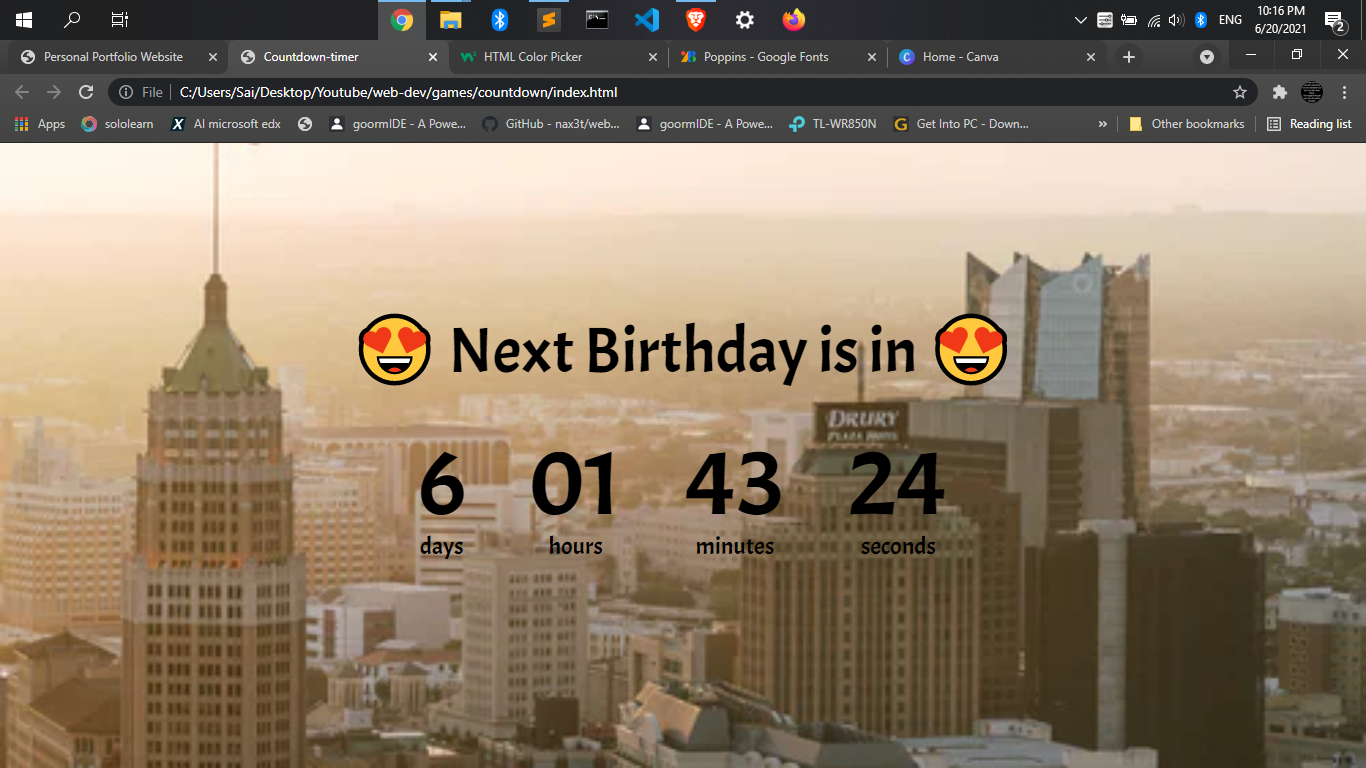 10:16 PM
ENG
6/20/2021
2
Personal Portfolio Website
Countdown-timer
HTML Color Picker
Poppins - Google Fonts
Home - Canva
File
C:/Users/Sai/Desktop/Youtube/web-dev/games/countdown/index.html
Apps
sololearn
AI microsoft edx
goormIDE - A Powe...
GitHub - nax3t/web...
goormIDE - A Powe...
TL-WR850N
Get Into PC - Down...
»
Other bookmarks
Reading list
😍 Next Birthday is in 😍
DRURY
PLAZA HOTEL
6 01 43 24
days hours minutes seconds